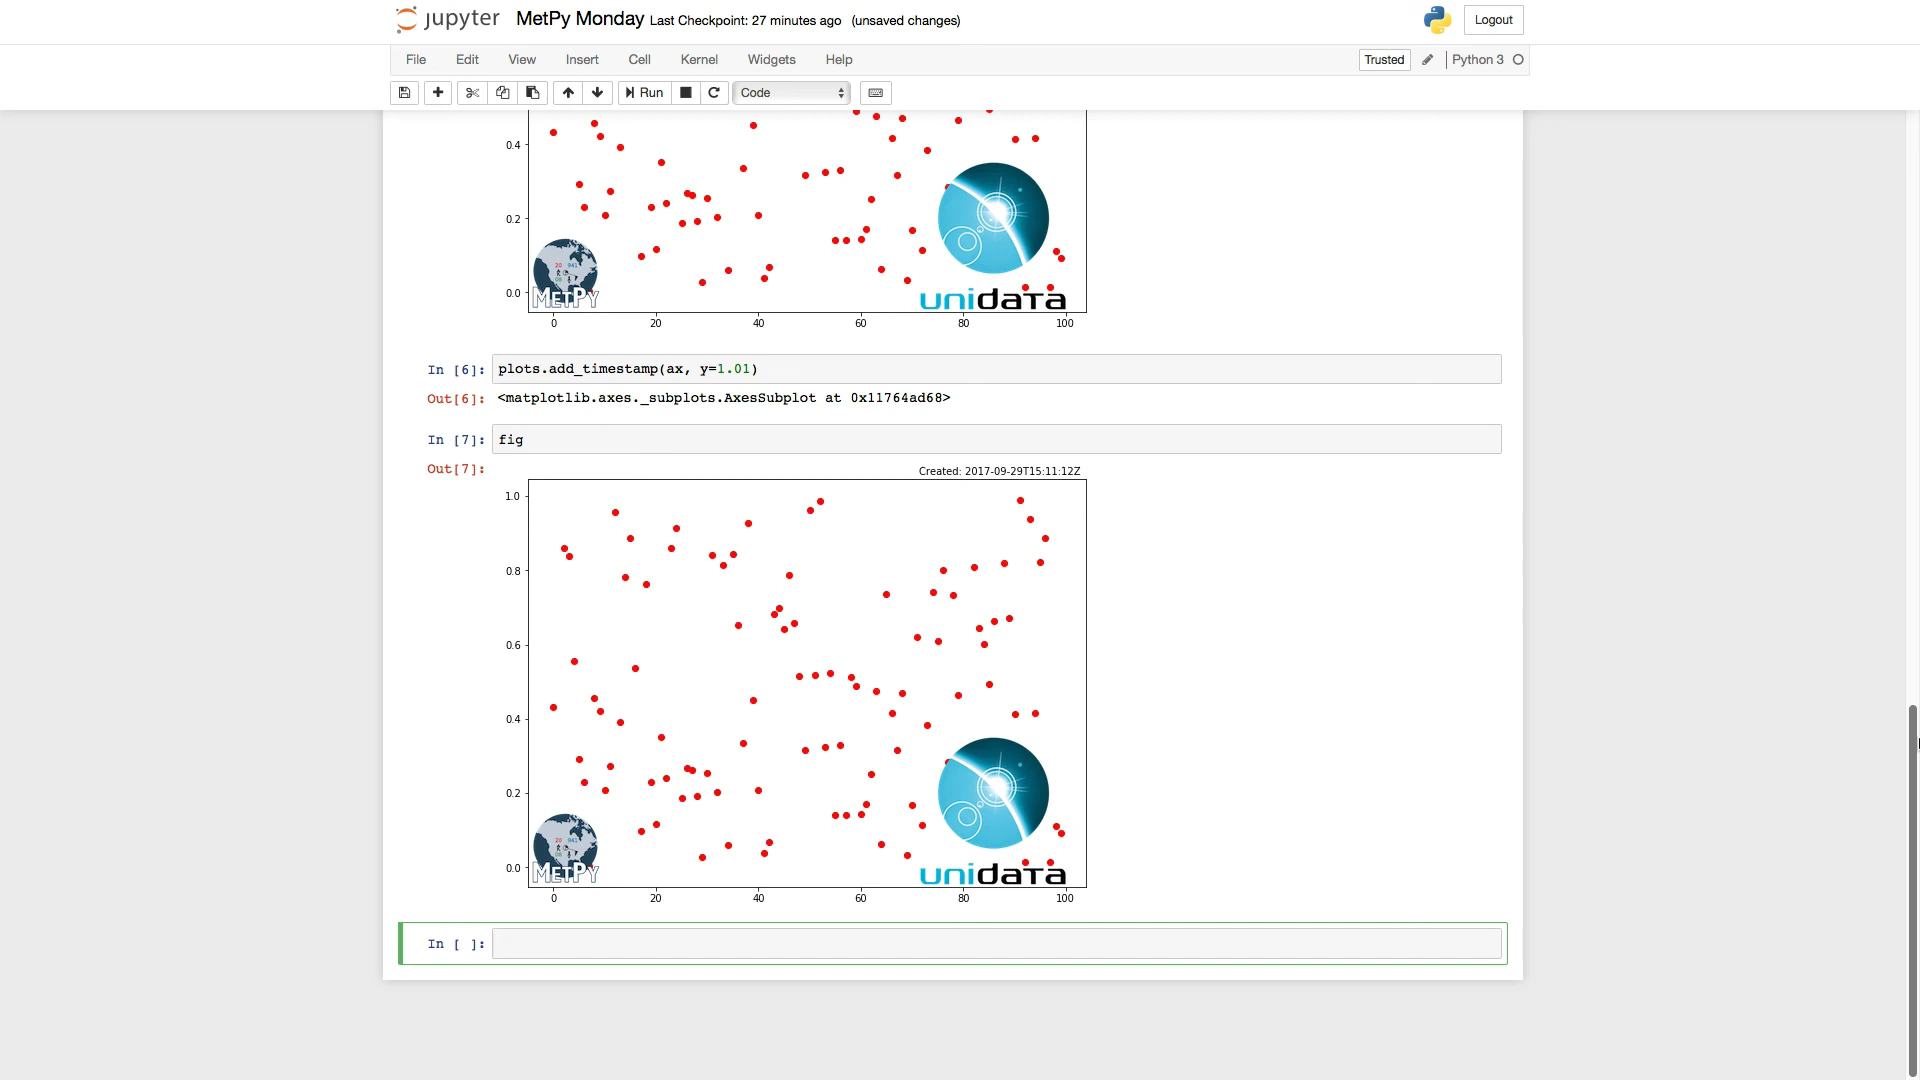 jupyter MetPy Monday Last Checkpoint: 27 minutes ago (unsaved changes) Logout
File Edit View Insert Cell Kernel Widgets Help Trusted Python 3
Run Code
0.4
0.2
0.0
METPY
unidata
0 20 40 60 80 100
In [6]: plots.add_timestamp(ax, y=1.01)
Out[6]: <matplotlib.axes._subplots.AxesSubplot at 0x11764ad68>
In [7]: fig
Out[7]:
Created: 2017-09-29T15:11:12Z
1.0
0.8
0.6
0.4
0.2
0.0
METPY
unidata
0 20 40 60 80 100
In [ ]: